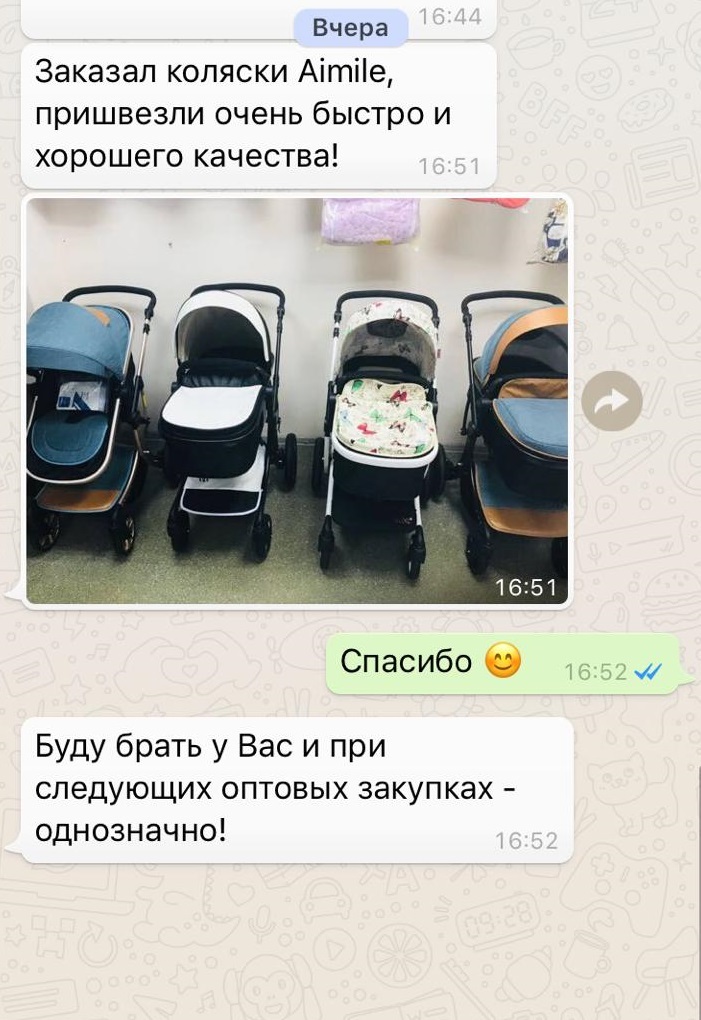 16:44
Вчера
Заказал коляски Aimile,
пришвезли очень быстро и
хорошего качества!
16:51
16:51
Спасибо 😊
16:52
Буду брать у Вас и при
следующих оптовых закупках -
однозначно!
16:52